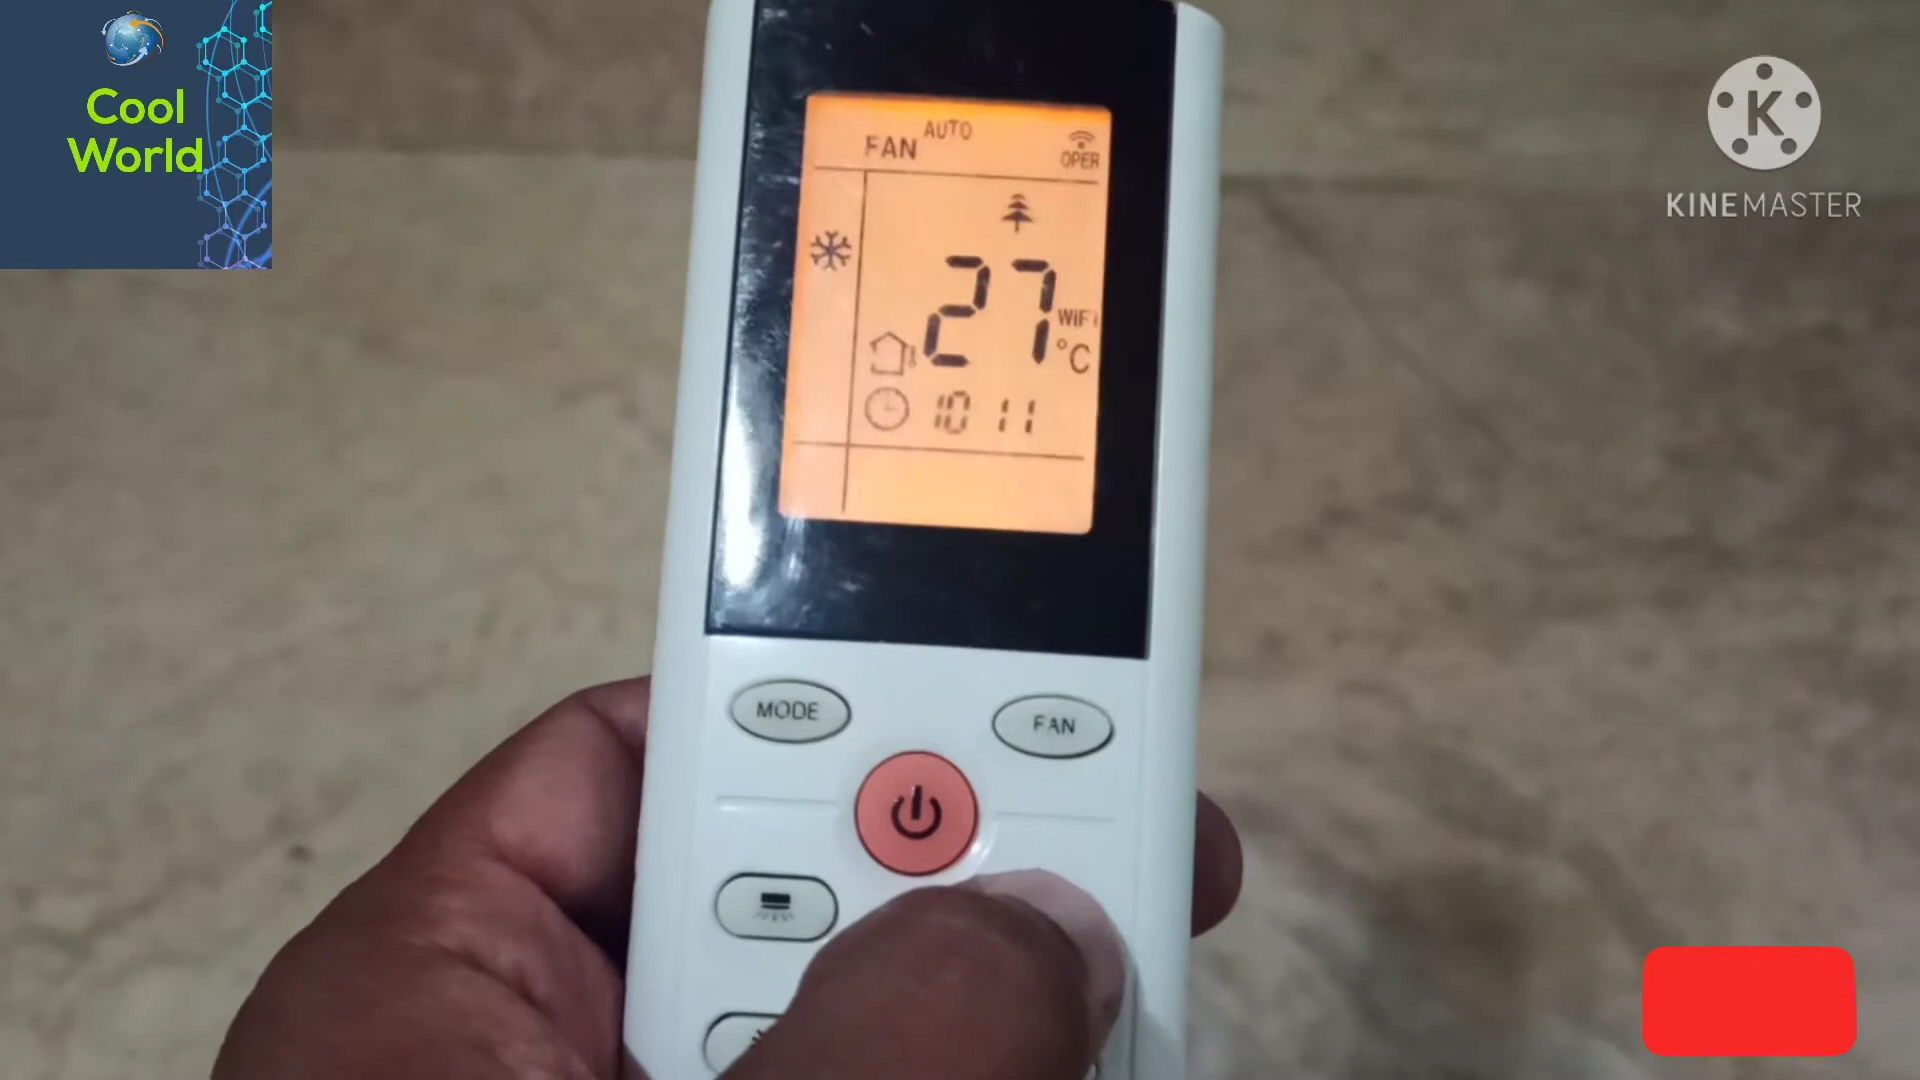 Cool
World
K
KINEMASTER
AUTO
FAN
OPER
27
WiFi
°C
10 11
MODE
FAN